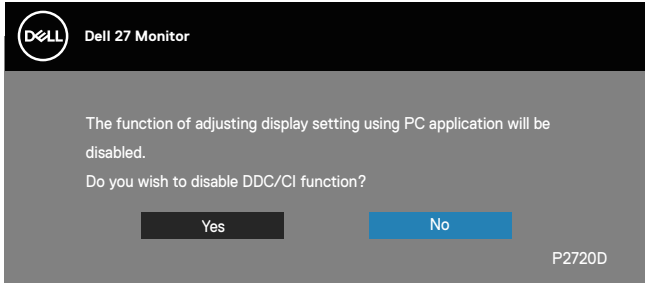 DELL
Dell 27 Monitor
The function of adjusting display setting using PC application will be
disabled.
Do you wish to disable DDC/CI function?
Yes
No
P2720D